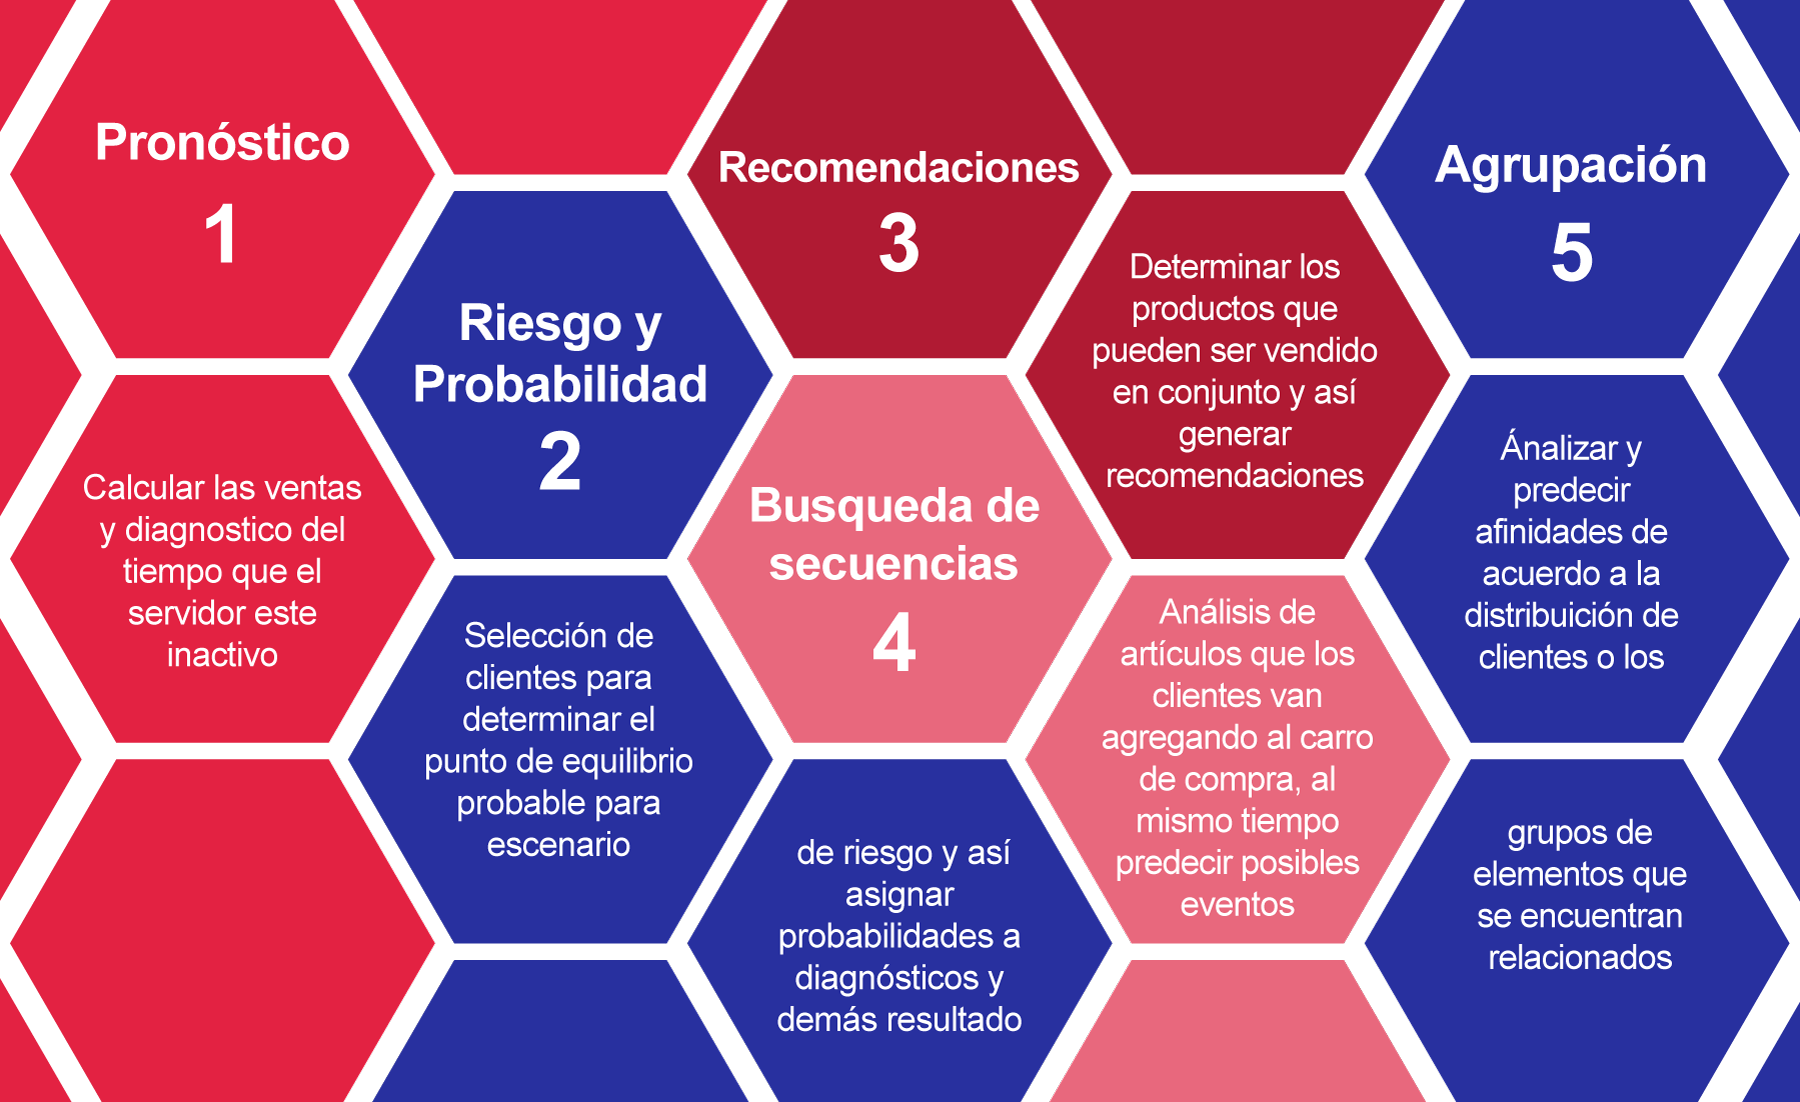 Pronóstico
1
Calcular las ventas
y diagnostico del
tiempo que el
servidor este
inactivo
Riesgo y
Probabilidad
2
Selección de
clientes para
determinar el
punto de equilibrio
probable para
escenario
de riesgo y así
asignar
probabilidades a
diagnósticos y
demás resultado
Recomendaciones
3
Determinar los
productos que
pueden ser vendido
en conjunto y así
generar
recomendaciones
Busqueda de
secuencias
4
Análisis de
artículos que los
clientes van
agregando al carro
de compra, al
mismo tiempo
predecir posibles
eventos
Agrupación
5
Ánalizar y
predecir
afinidades de
acuerdo a la
distribuición de
clientes o los
grupos de
elementos que
se encuentran
relacionados